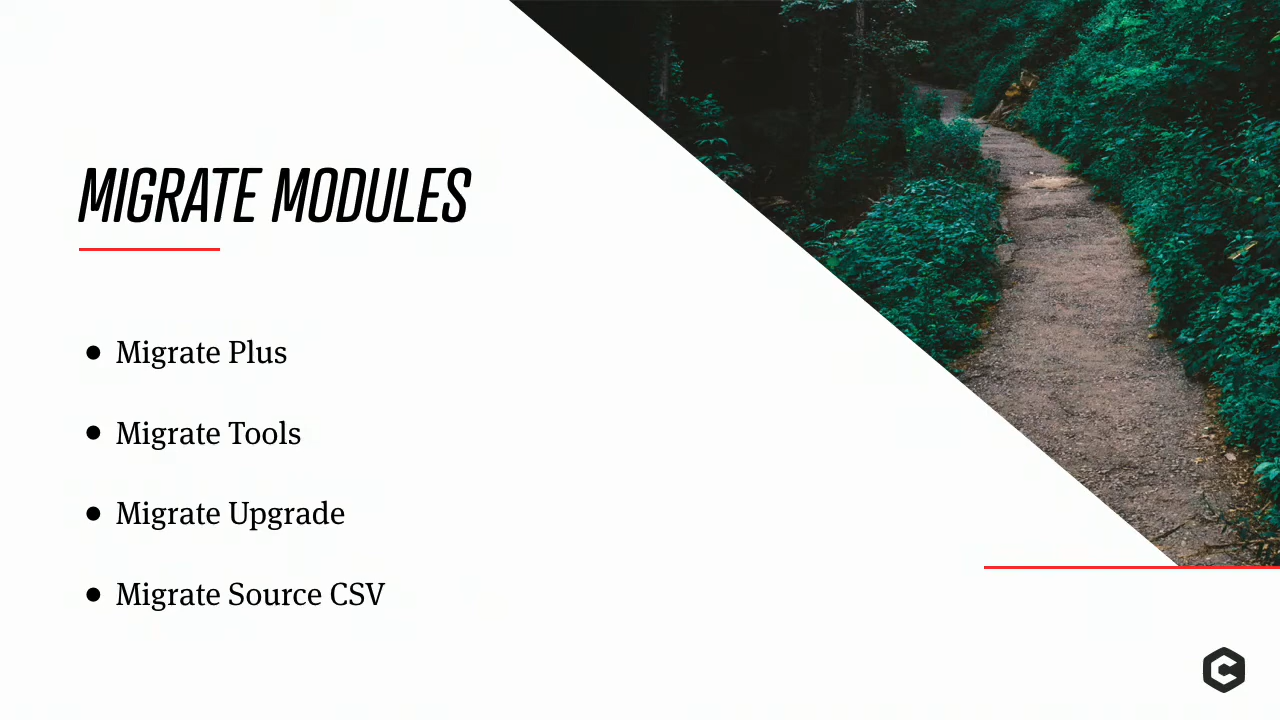 MIGRATE MODULES
• Migrate Plus
• Migrate Tools
• Migrate Upgrade
• Migrate Source CSV